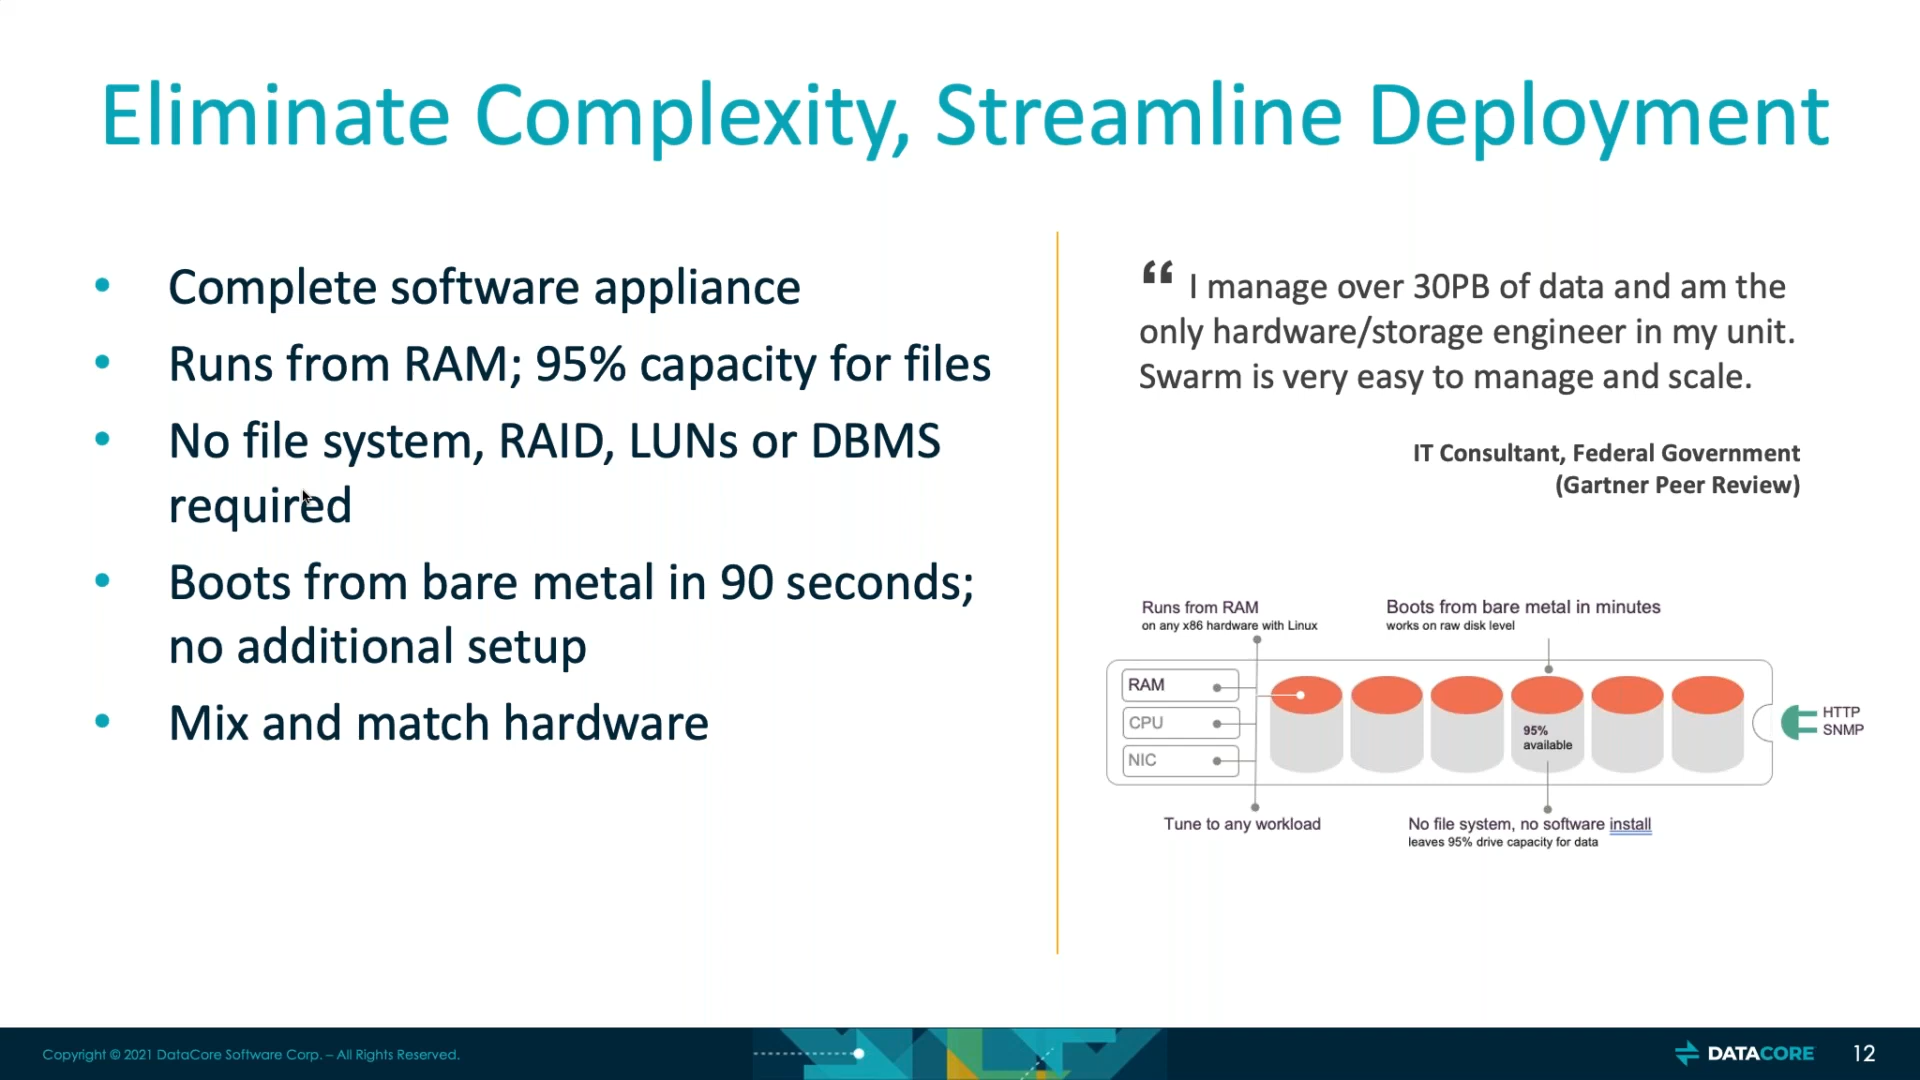 Eliminate Complexity, Streamline Deployment
• Complete software appliance
• Runs from RAM; 95% capacity for files
• No file system, RAID, LUNs or DBMS
required
• Boots from bare metal in 90 seconds;
no additional setup
• Mix and match hardware
“ I manage over 30PB of data and am the
only hardware/storage engineer in my unit.
Swarm is very easy to manage and scale.
IT Consultant, Federal Government
(Gartner Peer Review)
Runs from RAM
on any x86 hardware with Linux
Boots from bare metal in minutes
works on raw disk level
RAM
CPU
NIC
95%
available
HTTP
SNMP
Tune to any workload
No file system, no software install
leaves 95% drive capacity for data
Copyright © 2021 DataCore Software Corp. – All Rights Reserved.
DATACORE
12